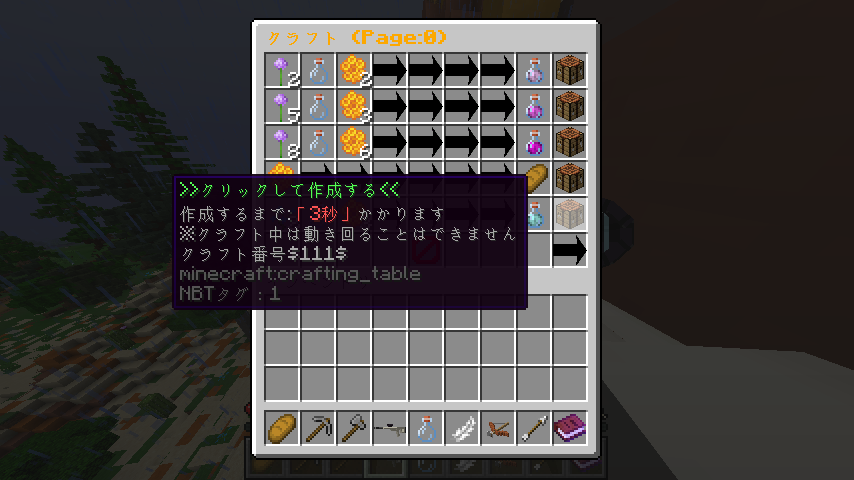 クラフト (Page:0)
2
2
5
3
8
6
>>クリックして作成する<<
作成するまで:「3秒」かかります
※クラフト中は動き回ることはできません
クラフト番号$111$
minecraft:crafting_table
NBTタグ：1